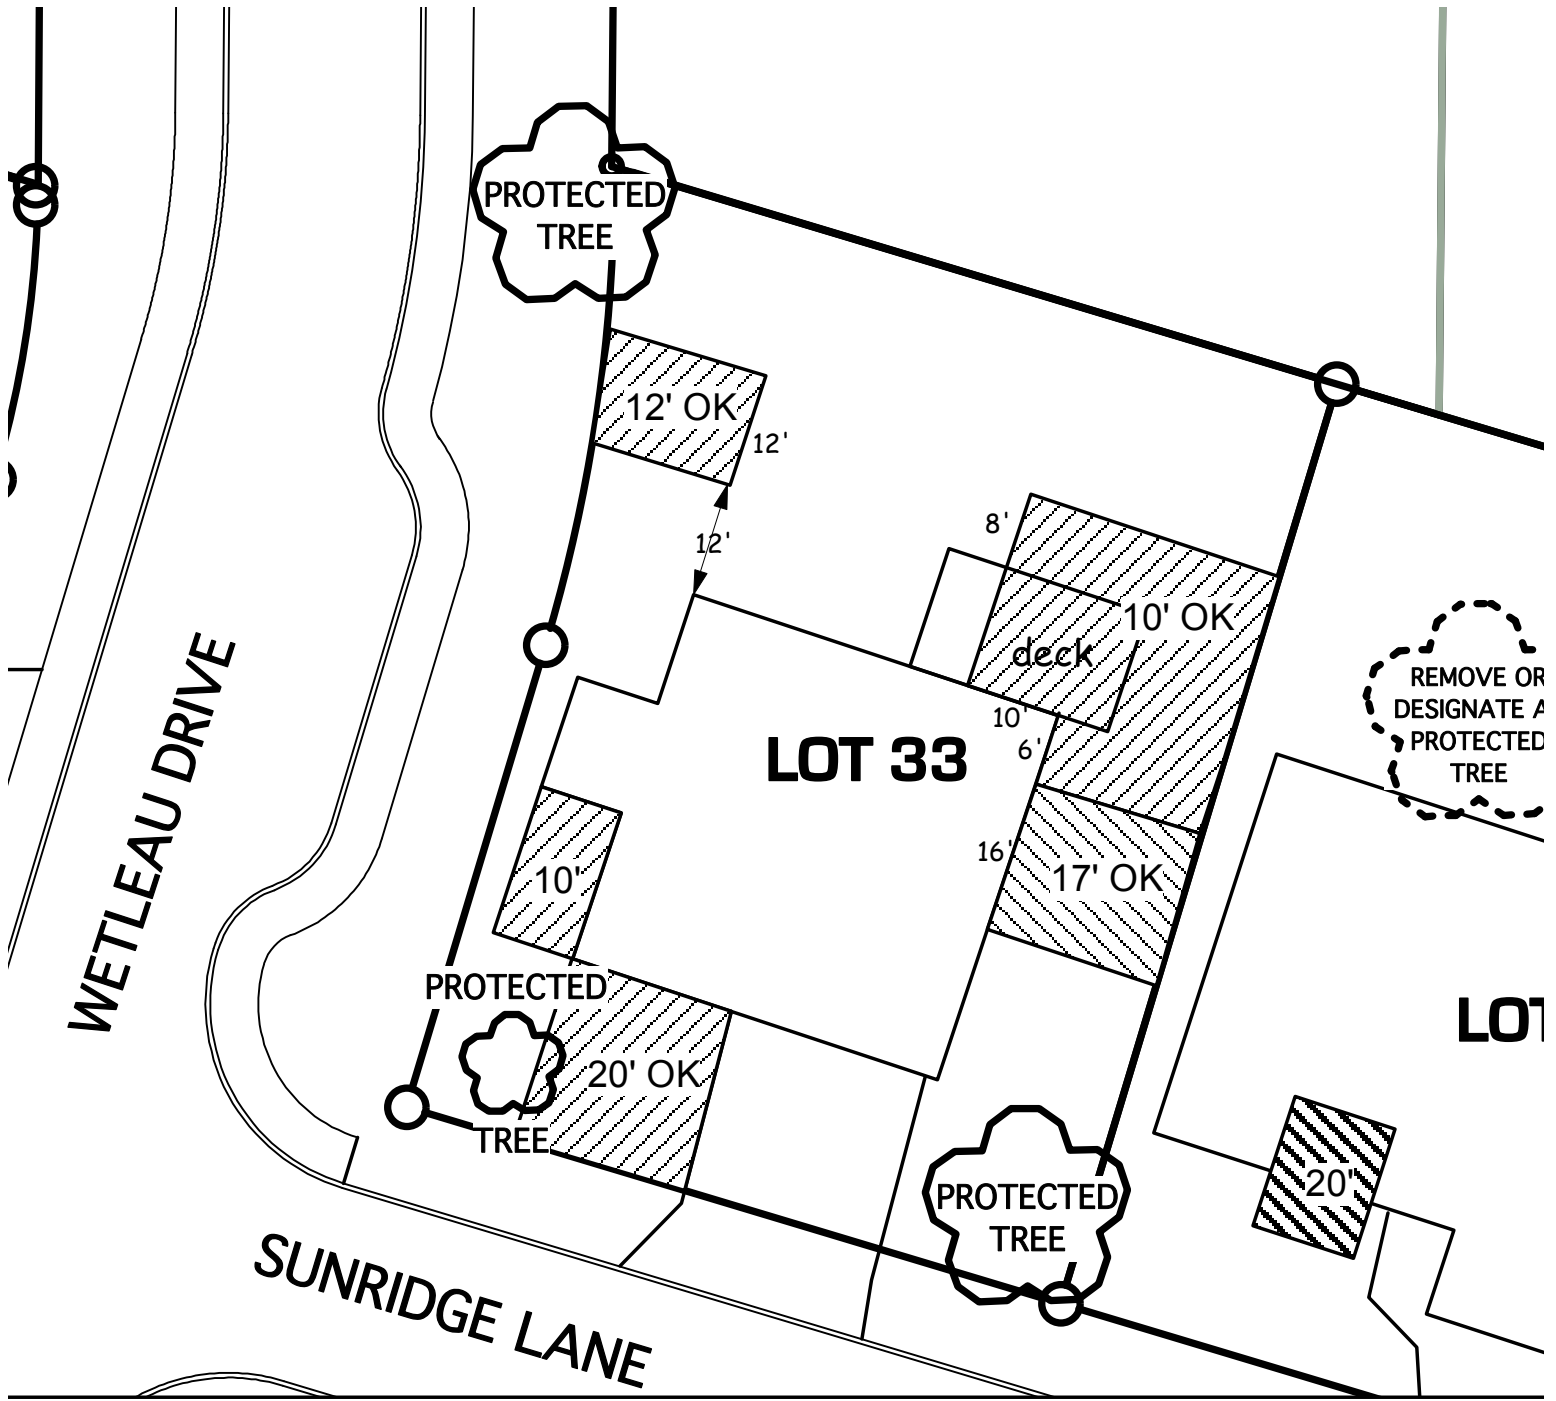 PROTECTED
TREE
12' OK
12'
12'
8'
10' OK
deck
10'
6'
LOT 33
16'
17' OK
10'
WETLEAU DRIVE
PROTECTED
TREE
20' OK
PROTECTED
TREE
SUNRIDGE LANE
REMOVE OR
DESIGNATE A
PROTECTED
TREE
LOT
20'